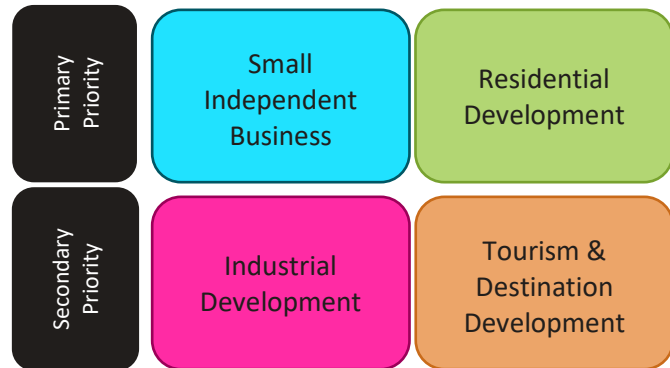 Primary
Priority
Small
Independent
Business
Residential
Development
Secondary
Priority
Industrial
Development
Tourism &
Destination
Development